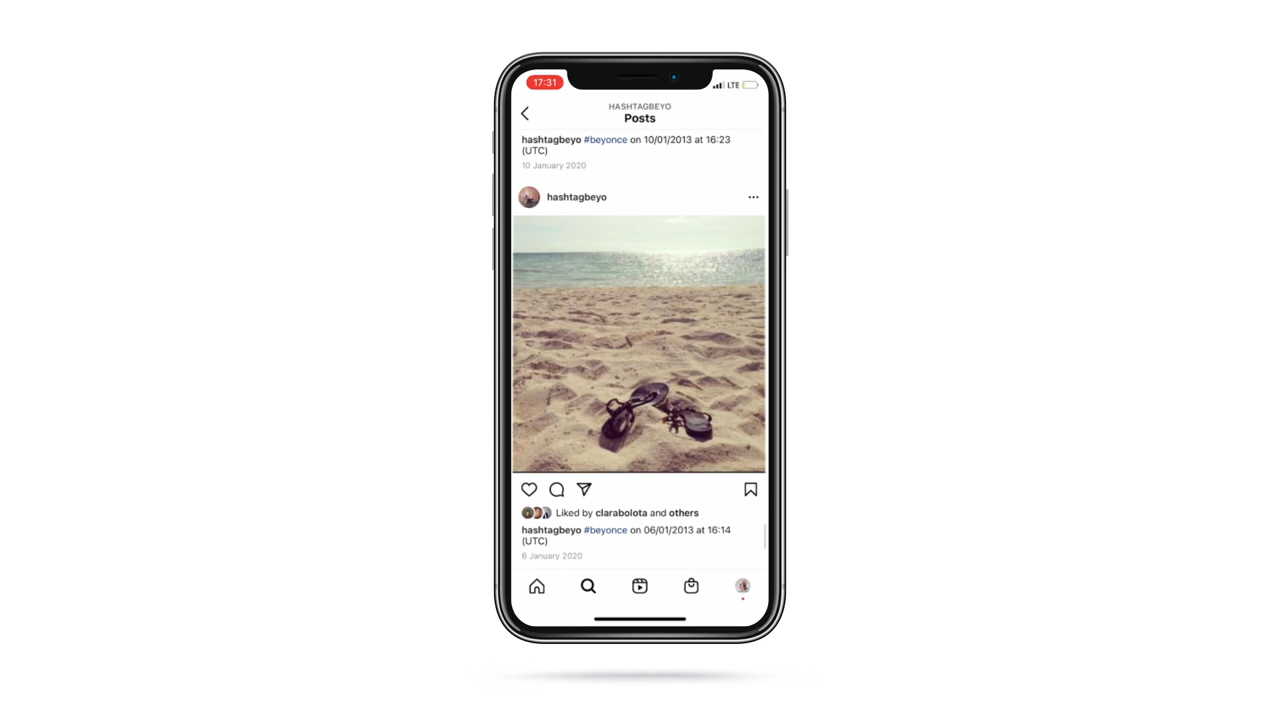 17:31
LTE
HASHTAGBEYO
Posts
hashtagbeyo #beyonce on 10/01/2013 at 16:23
(UTC)
10 January 2020
hashtagbeyo
Liked by clarabolota and others
hashtagbeyo #beyonce on 06/01/2013 at 16:14
(UTC)
6 January 2020